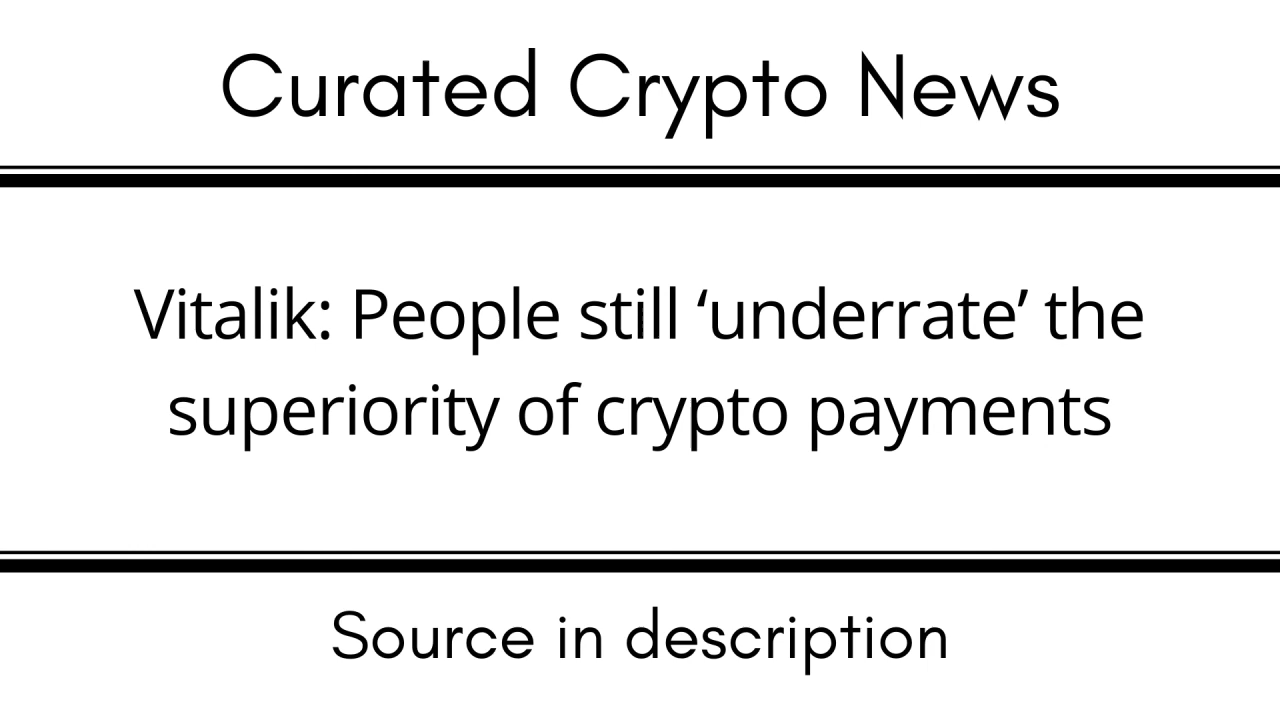 Curated Crypto News
Vitalik: People still ‘underrate’ the
superiority of crypto payments
Source in description